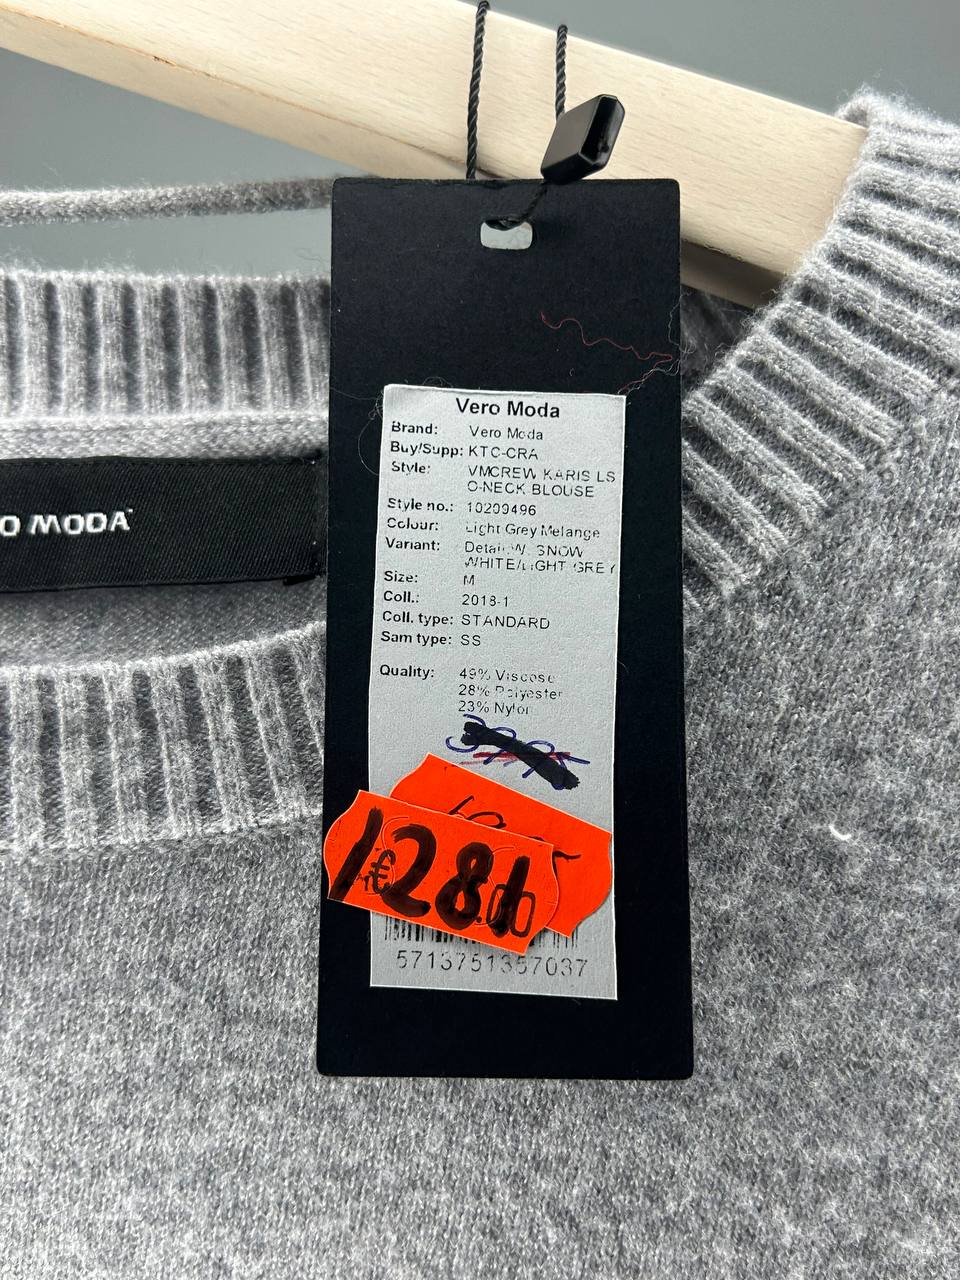 Vero Moda
Brand: Vero Moda
Buy/Supp: KTC-CRA
Style: VMCREW KARIS LS
O-NECK BLOUSE
Style no.: 10209496
Colour: Light Grey Melange
Variant: Detail:W. SNOW
WHITE/LIGHT GREY
Size: M
Coll.: 2018-1
Coll. type: STANDARD
Sam type: SS
Quality: 49% Viscose
28% Polyester
23% Nylon
5713751357037
O MODA